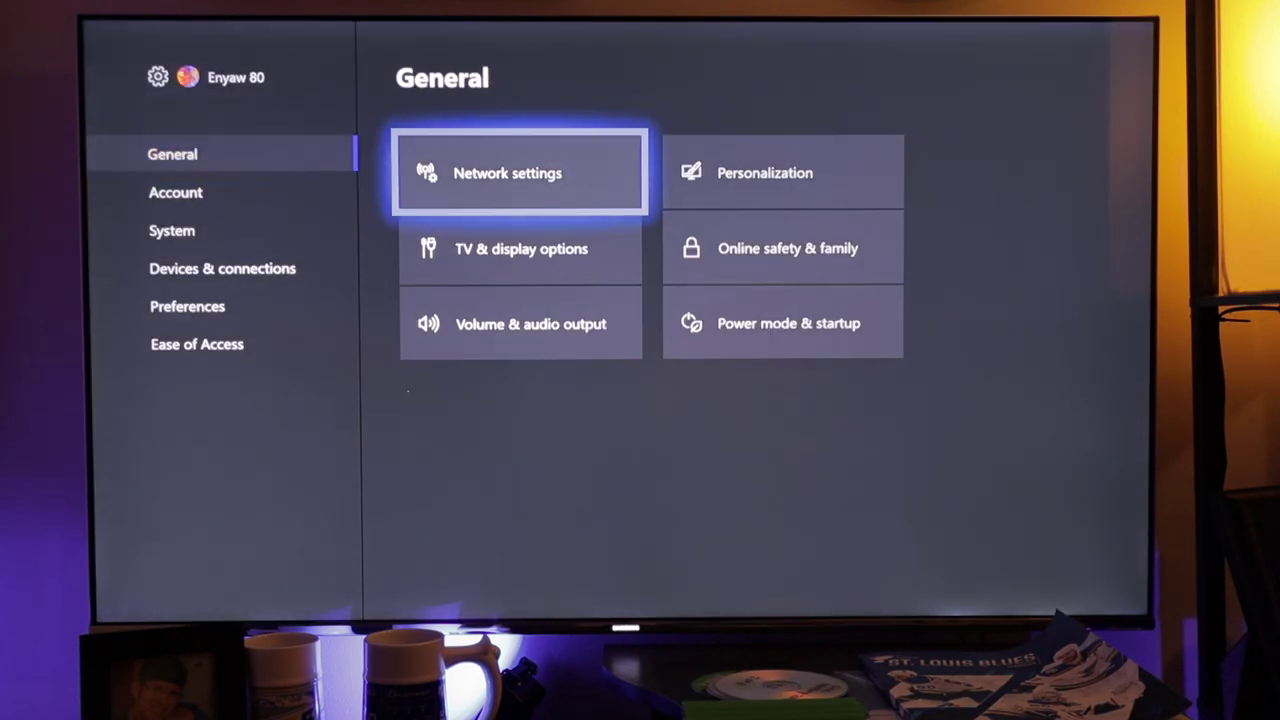 Enyaw 80
General
Account
System
Devices & connections
Preferences
Ease of Access
General
Network settings
Personalization
TV & display options
Online safety & family
Volume & audio output
Power mode & startup
ST. LOUIS BLUES